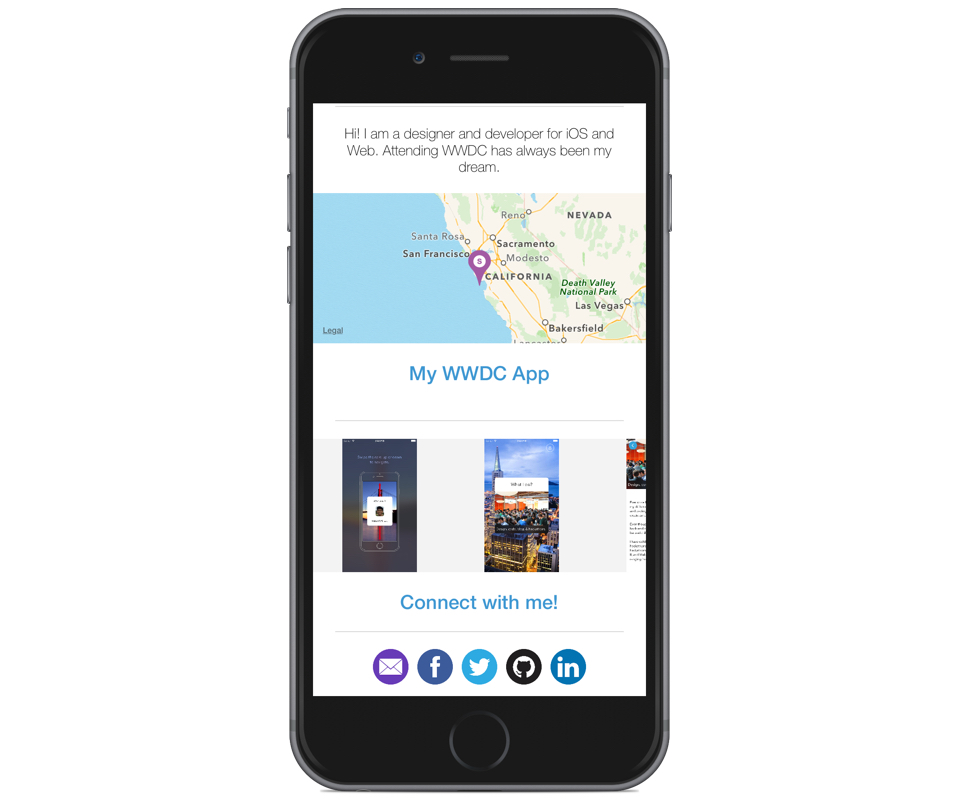 Hi! I am a designer and developer for iOS and
Web. Attending WWDC has always been my
dream.
Reno
NEVADA
Santa Rosa
Sacramento
San Francisco
Modesto
S
CALIFORNIA
Death Valley
National Park
Las Vegas
Bakersfield
Legal
Lancaster
My WWDC App
What I do?
Connect with me!
f
in